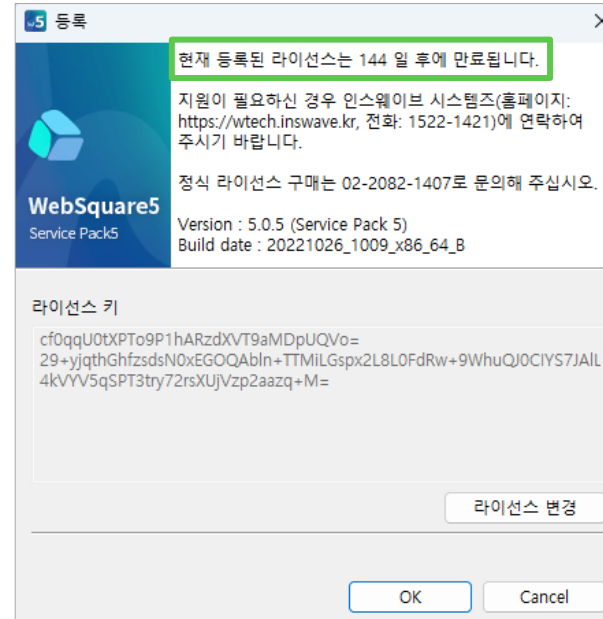 w5 등록
현재 등록된 라이선스는 144 일 후에 만료됩니다.
지원이 필요하신 경우 인스웨이브 시스템즈(홈페이지:
https://wtech.inswave.kr, 전화: 1522-1421)에 연락하여
주시기 바랍니다.
정식 라이선스 구매는 02-2082-1407로 문의해 주십시오.
WebSquare5
Service Pack5
Version : 5.0.5 (Service Pack 5)
Build date : 20221026_1009_x86_64_B
라이선스 키
cf0qqU0tXPTo9P1hARzdXVT9aMDpUQVo=
29+yjqthGhfzsdsN0xEGOQAbln+TTMiLGspx2L8L0FdRw+9WhuQJ0CIYS7JAlL
4kVYV5qSPT3try72rsXUjVzp2aazq+M=
라이선스 변경
OK Cancel